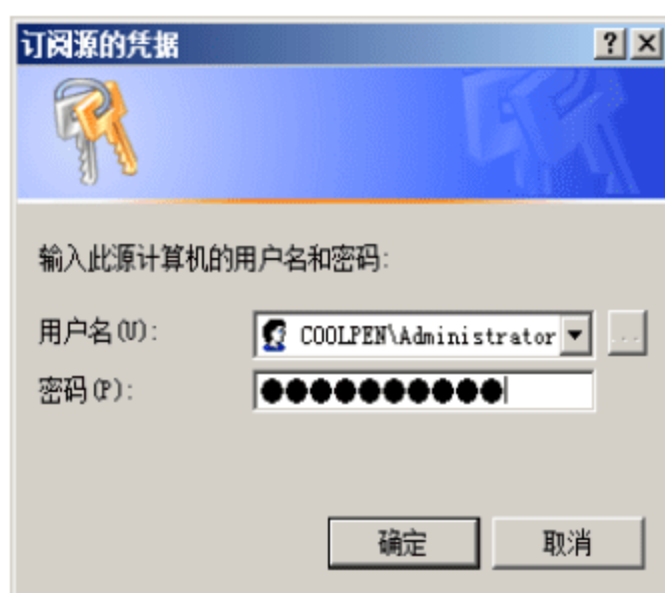 订阅源的凭据
输入此源计算机的用户名和密码:
用户名(U): COOLPEN\Administrator ...
密码(P): ●●●●●●●●●●
确定 取消